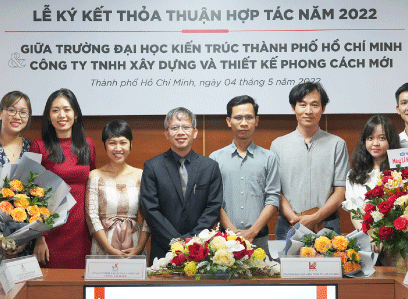 LỄ KÝ KẾT THỎA THUẬN HỢP TÁC NĂM 2022
GIỮA TRƯỜNG ĐẠI HỌC KIẾN TRÚC THÀNH PHỐ HỒ CHÍ MINH
& CÔNG TY TNHH XÂY DỰNG VÀ THIẾT KẾ PHONG CÁCH MỚI
Thành phố Hồ Chí Minh, ngày 04 tháng 5 năm 2022